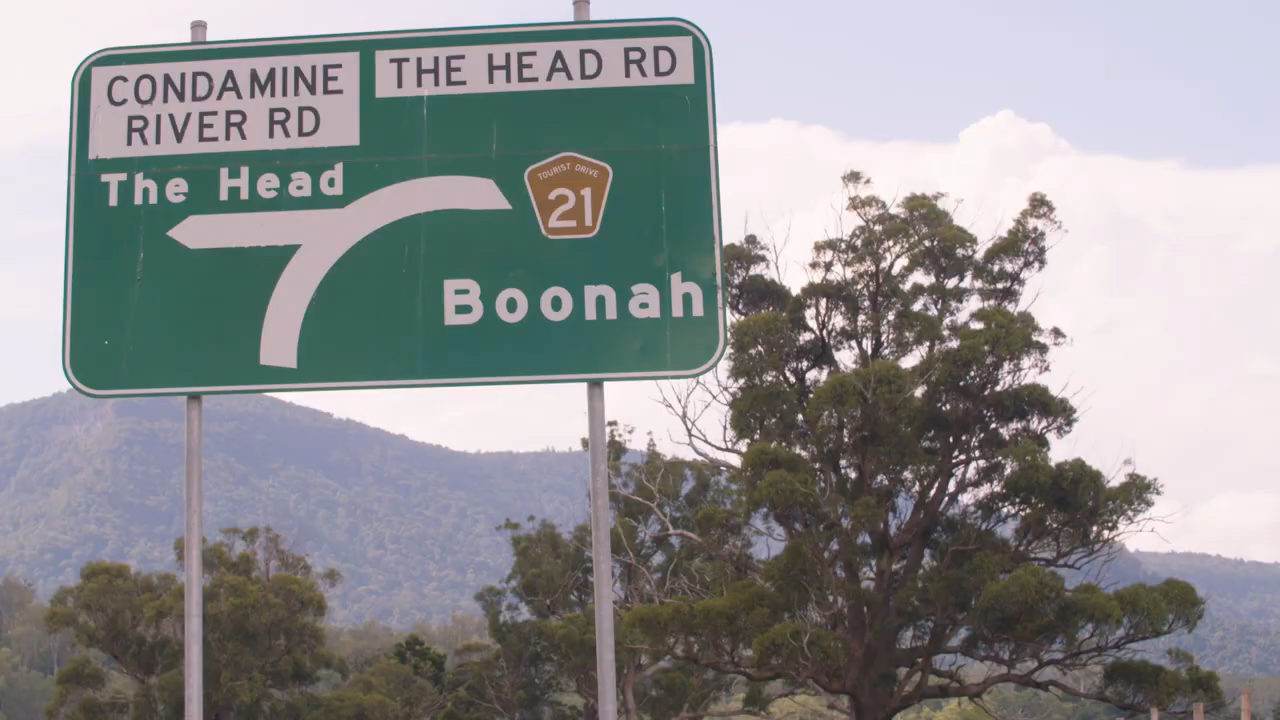 CONDAMINE
RIVER RD
THE HEAD RD
The Head
TOURIST DRIVE
21
Boonah